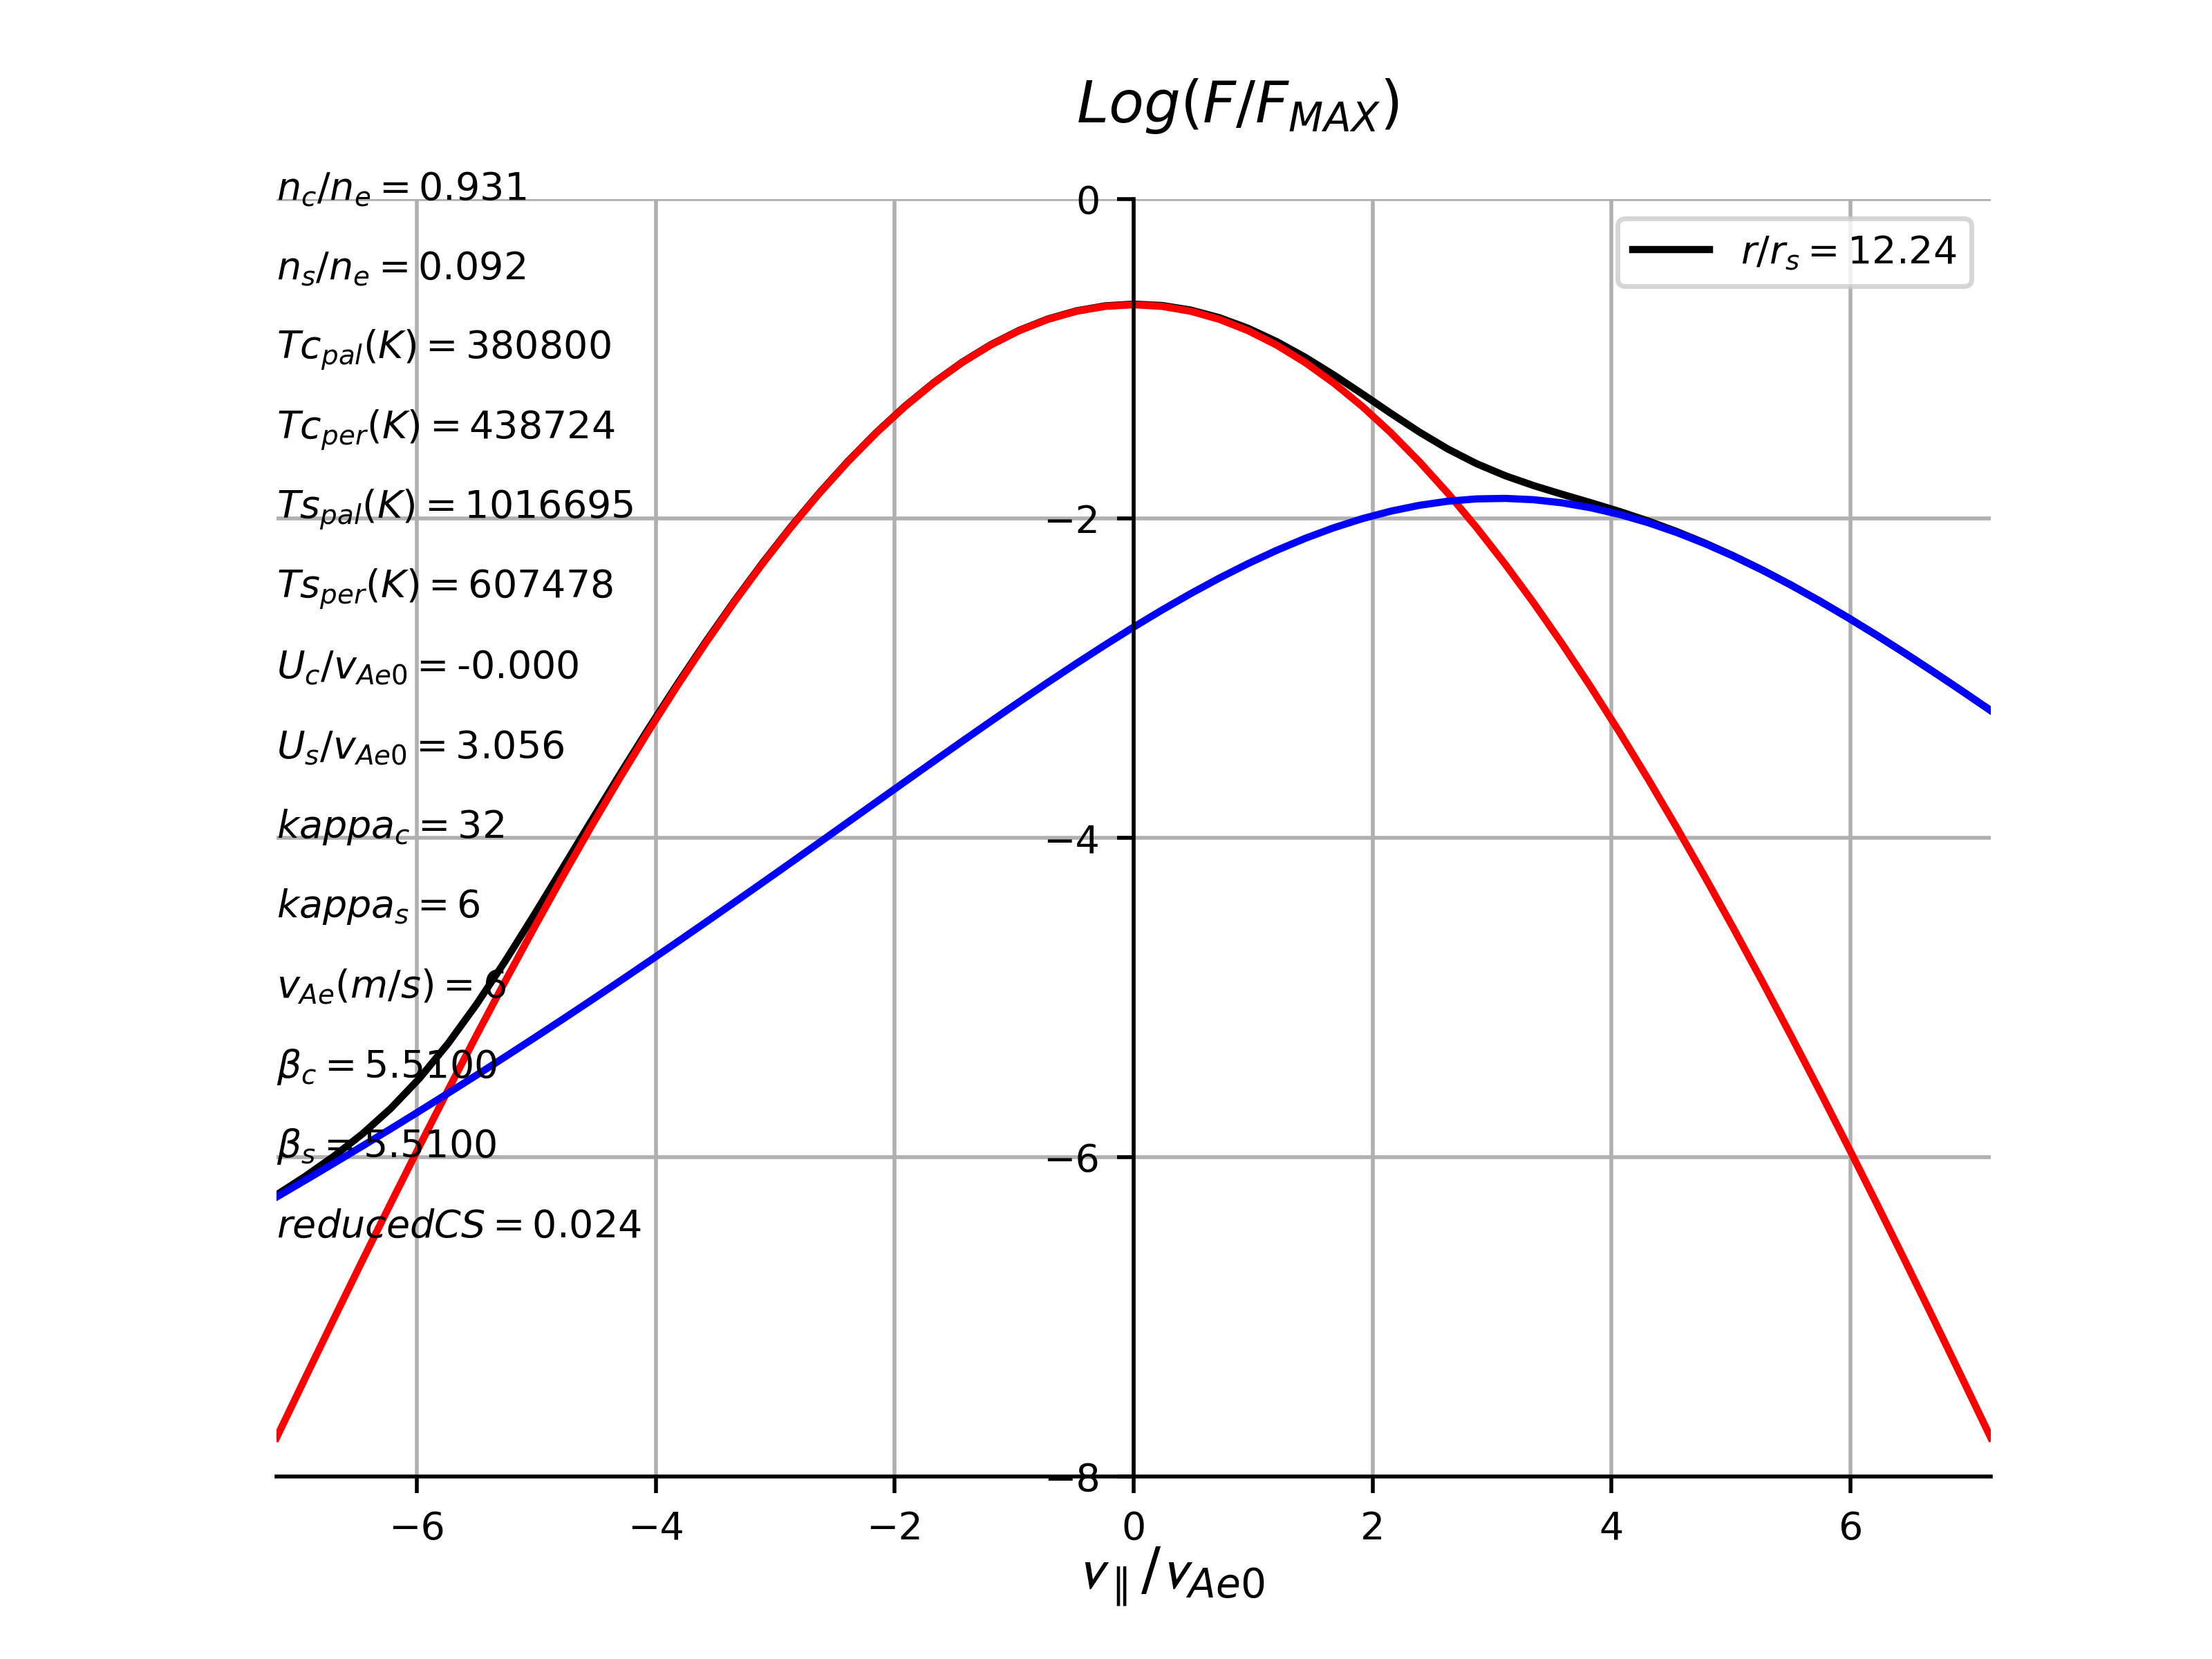 Log(F/F_MAX)
n_c/n_e = 0.931
n_s/n_e = 0.092
Tc_pal(K) = 380800
Tc_per(K) = 438724
Ts_pal(K) = 1016695
Ts_per(K) = 607478
U_c/v_Ae0 = -0.000
U_s/v_Ae0 = 3.056
kappa_c = 32
kappa_s = 6
v_Ae(m/s) = 6
β_c = 5.5100
β_s = 5.5100
reducedCS = 0.024
r/r_s = 12.24
0
−2
−4
−6
−8
−6 −4 −2 0 2 4 6
v_∥/v_Ae0